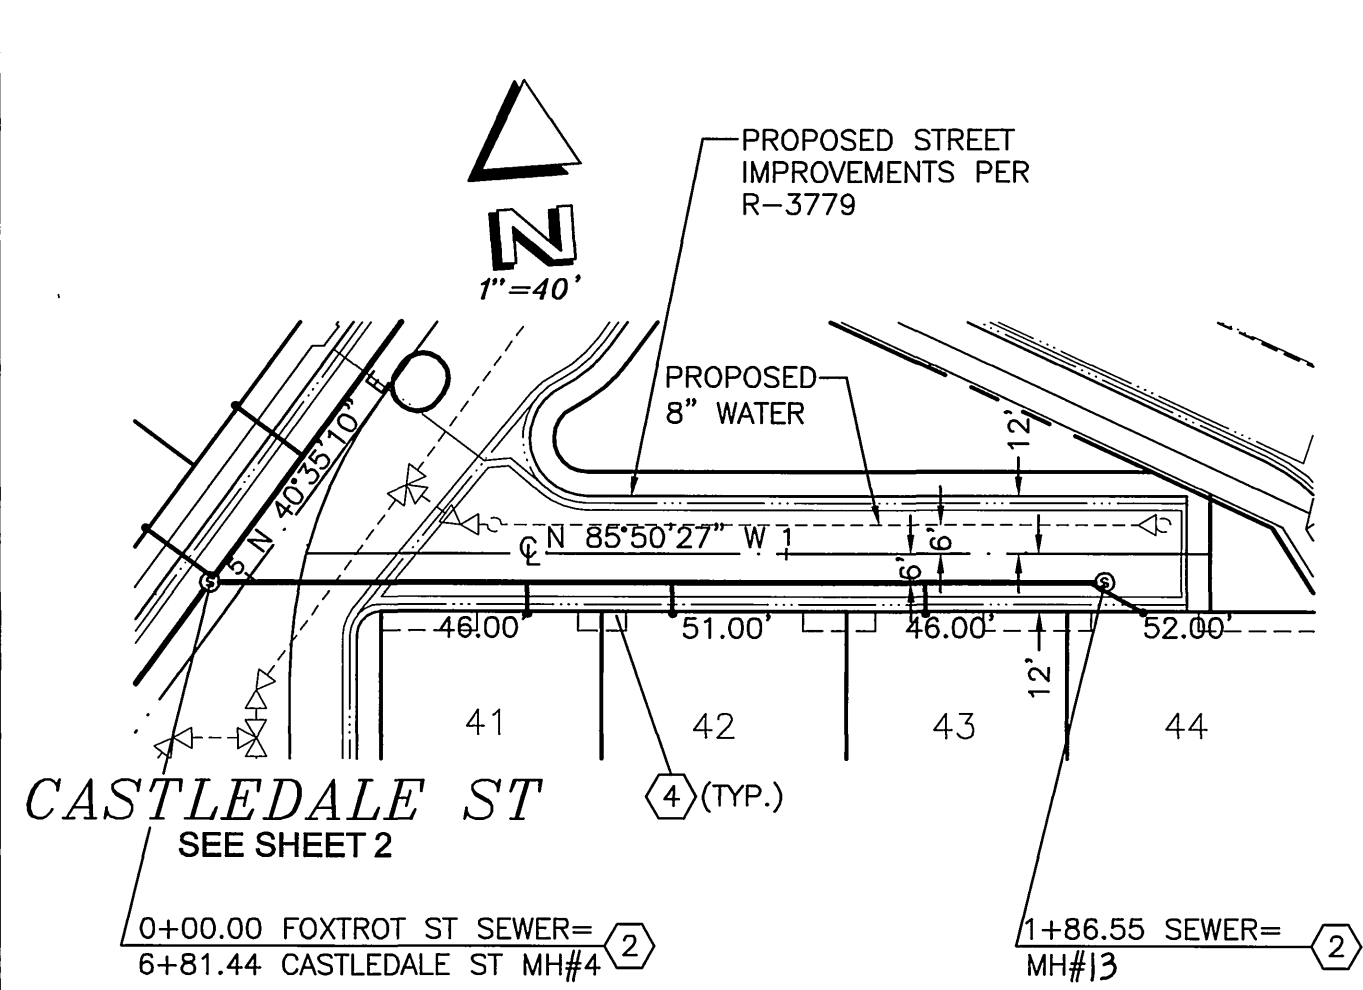 PROPOSED STREET
IMPROVEMENTS PER
R-3779
N
1"=40'
PROPOSED
8" WATER
12'
N 40°35'10"
5
℄ N 85°50'27" W 1
6'
6'
46.00'
51.00'
46.00'
52.00'
12'
41
42
43
44
4 (TYP.)
CASTLEDALE ST
SEE SHEET 2
0+00.00 FOXTROT ST SEWER=
6+81.44 CASTLEDALE ST MH#4
2
1+86.55 SEWER=
MH#13
2
S
S